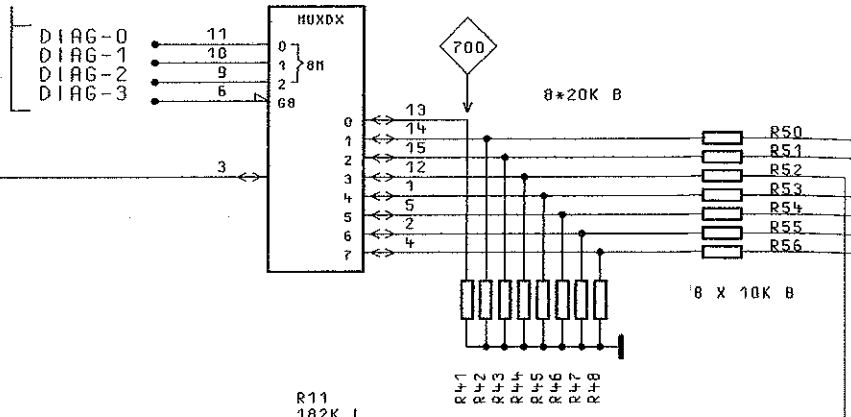 MUXDX
DIAG-0 11 0
DIAG-1 10 1 8M
DIAG-2 9 2
DIAG-3 6 G8
700
8*20K B
0 13
1 14 R50
2 15 R51
3 12 R52
3
4 1 R53
5 5 R54
6 2 R55
7 4 R56
8 X 10K B
R41
R42
R43
R44
R45
R46
R47
R48
R11
182K